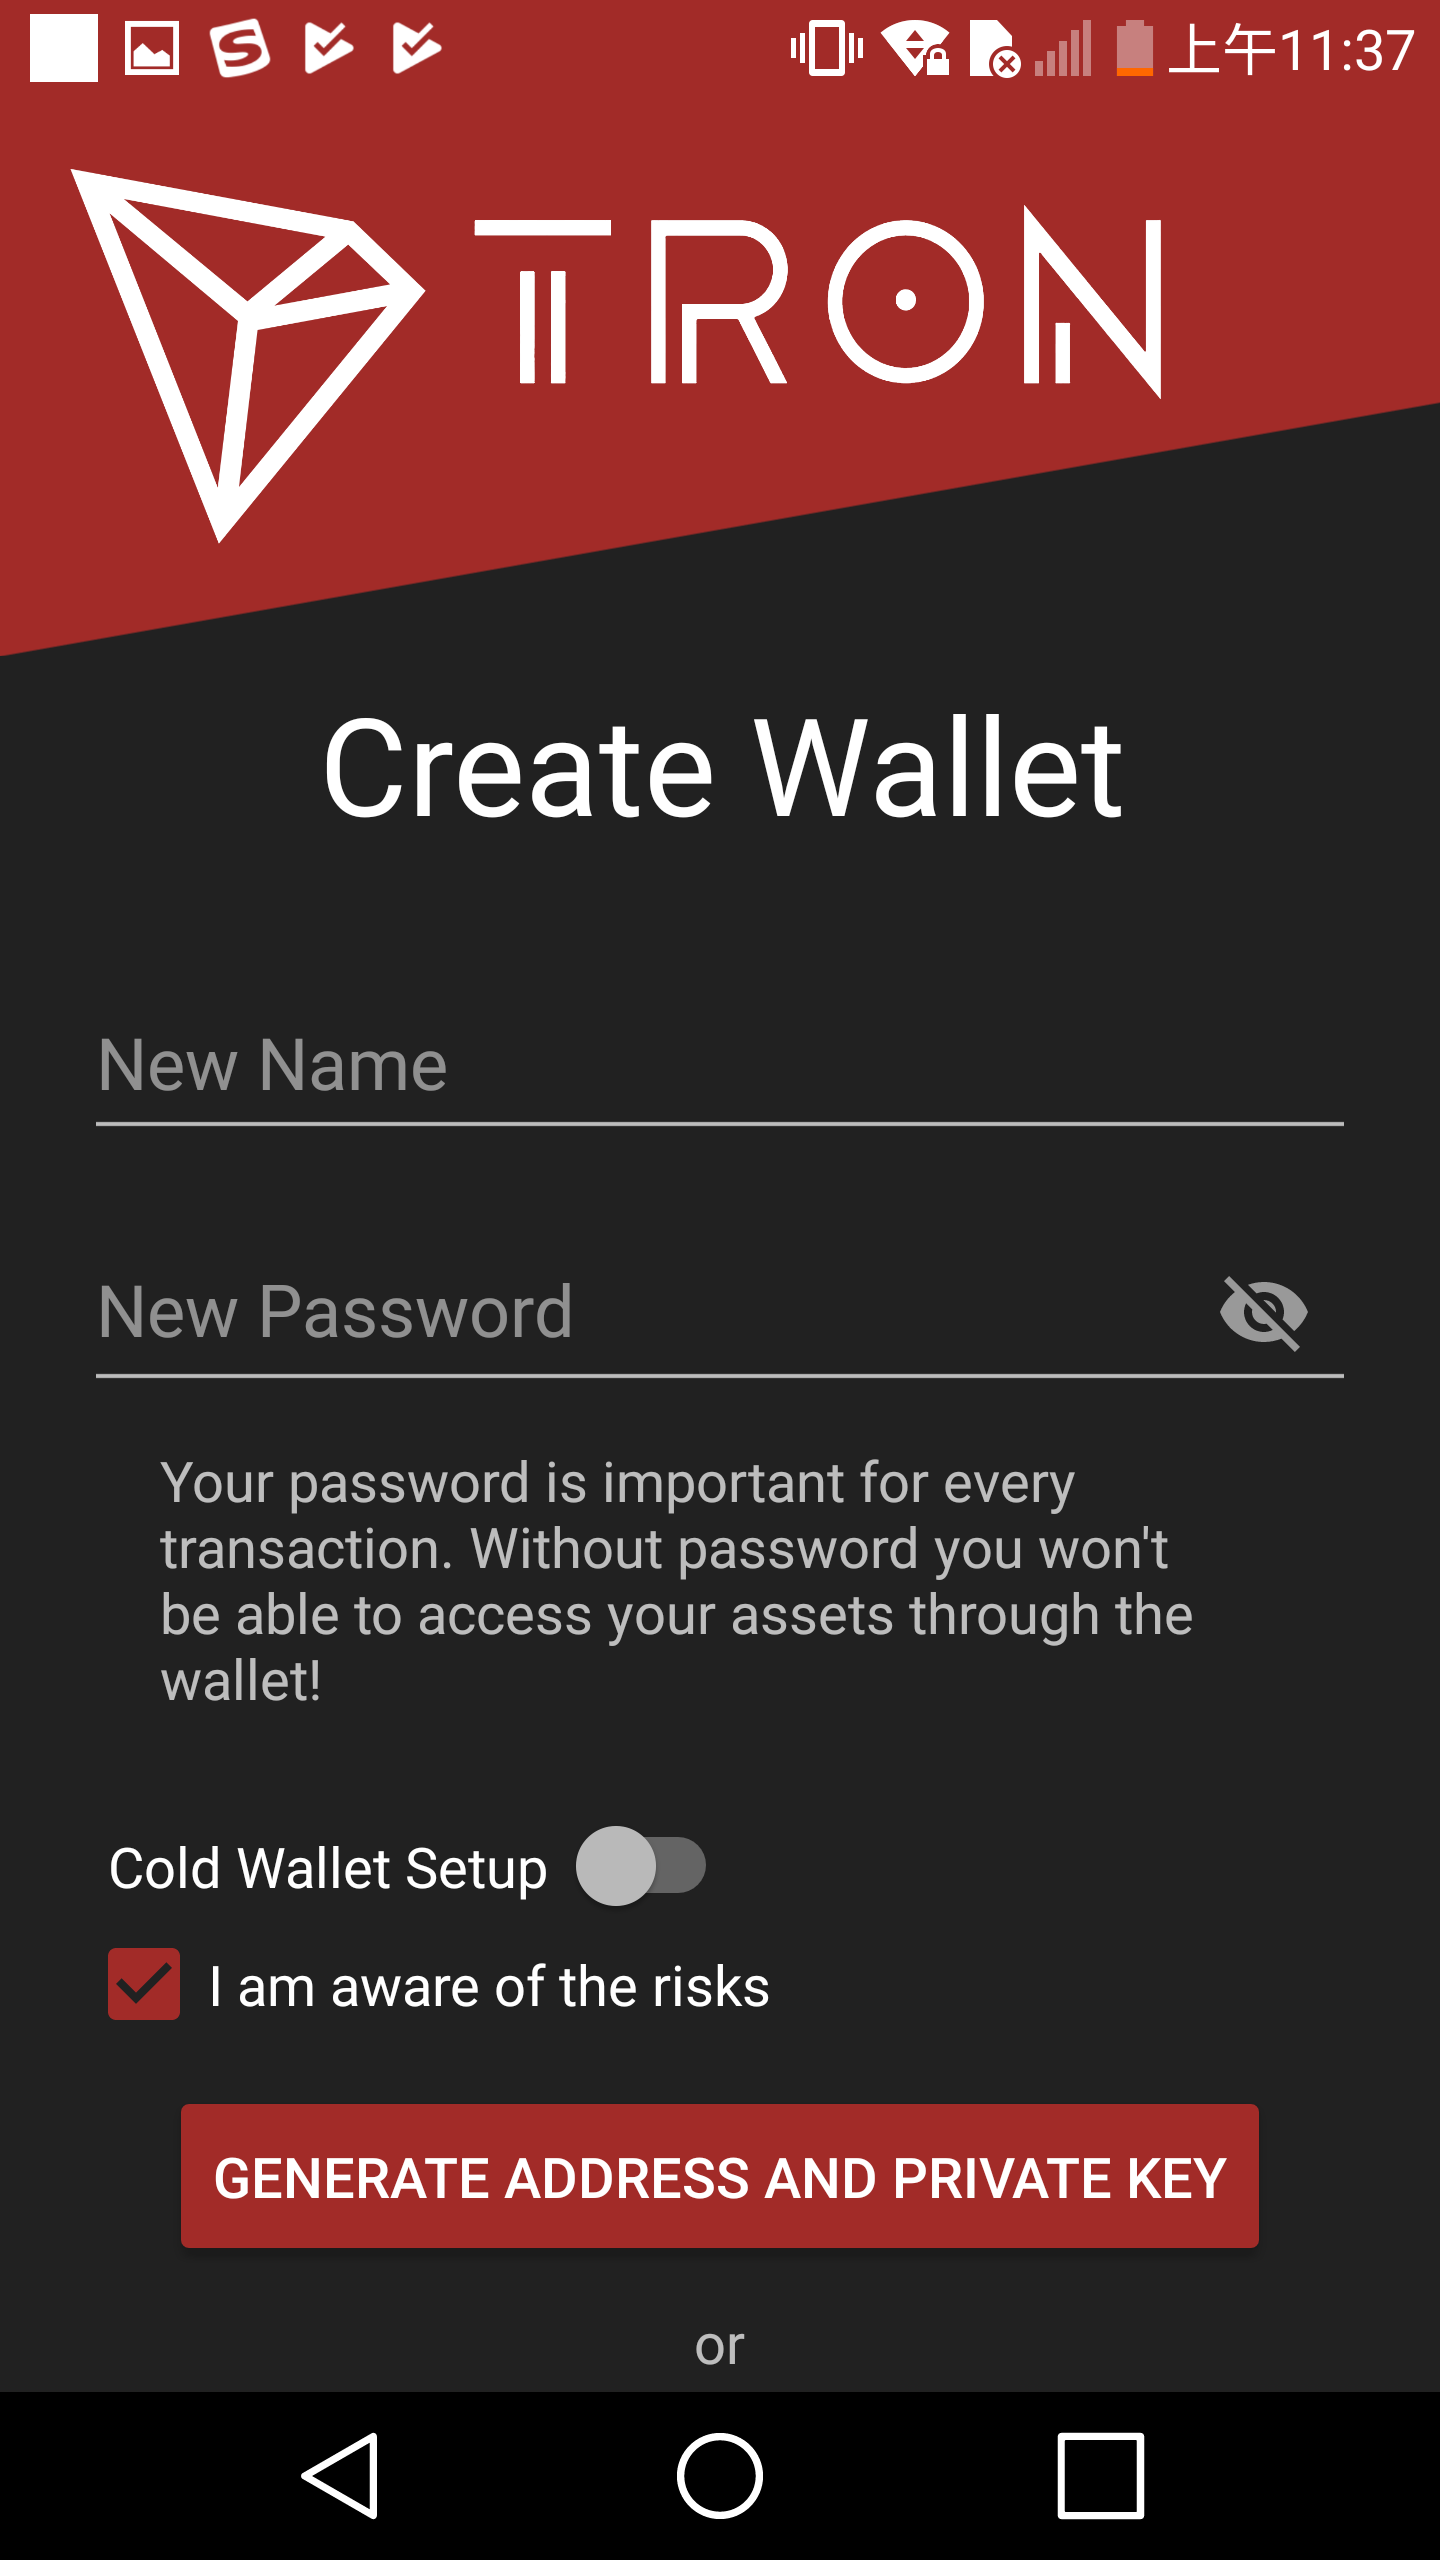 上午11:37
TRON
Create Wallet
New Name
New Password
Your password is important for every
transaction. Without password you won't
be able to access your assets through the
wallet!
Cold Wallet Setup
I am aware of the risks
GENERATE ADDRESS AND PRIVATE KEY
or